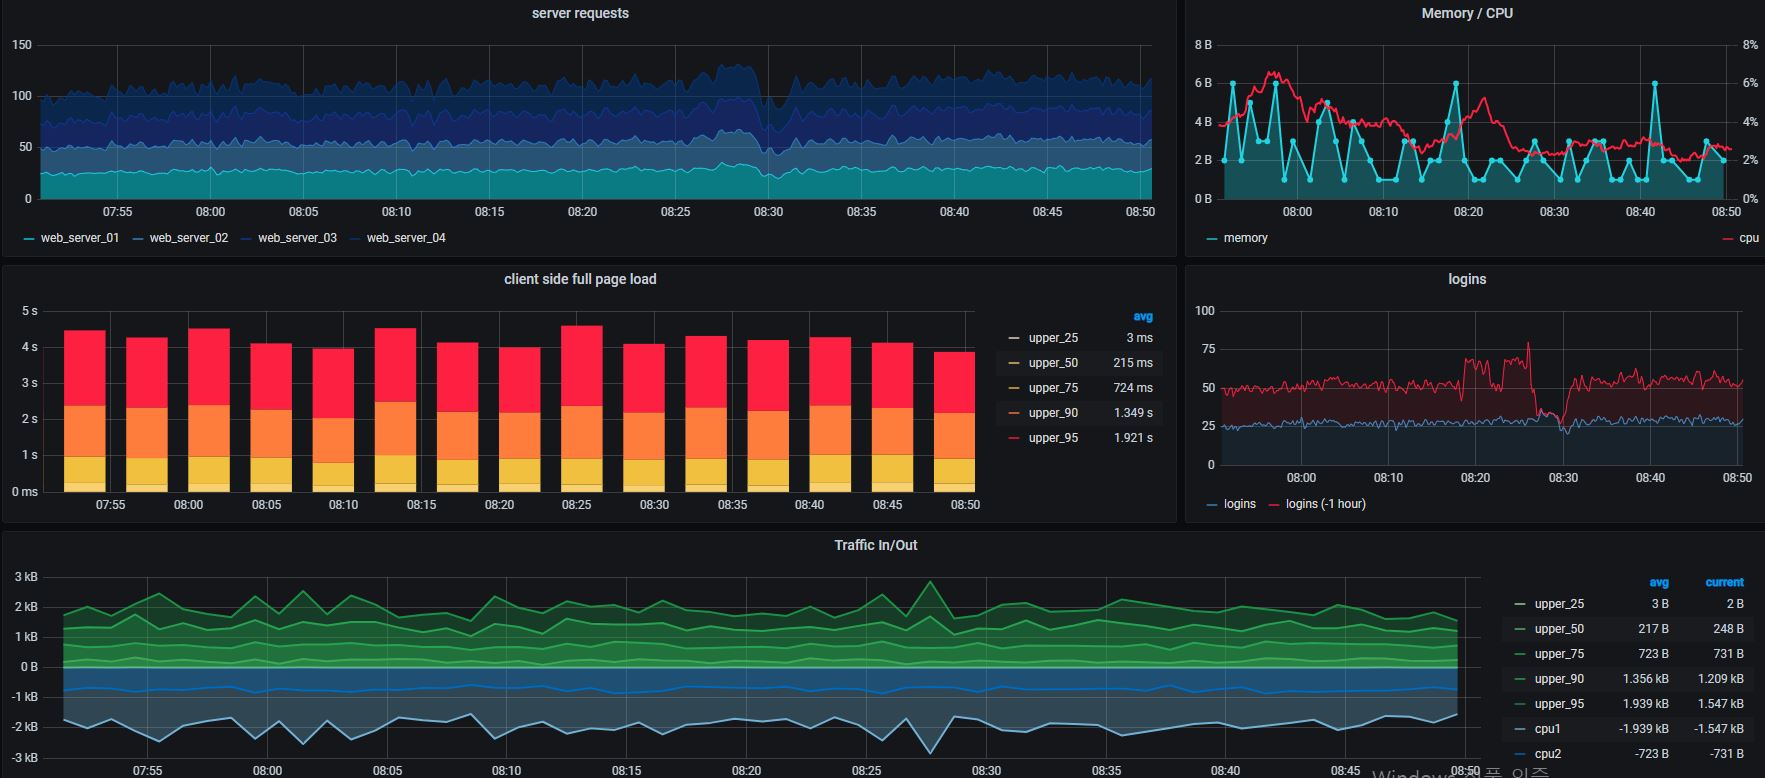 server requests
150
100
50
0
07:55 08:00 08:05 08:10 08:15 08:20 08:25 08:30 08:35 08:40 08:45 08:50
web_server_01 web_server_02 web_server_03 web_server_04
Memory / CPU
8 B 8%
6 B 6%
4 B 4%
2 B 2%
0 B 0%
08:00 08:10 08:20 08:30 08:40 08:50
memory cpu
client side full page load
5 s
4 s
3 s
2 s
1 s
0 ms
07:55 08:00 08:05 08:10 08:15 08:20 08:25 08:30 08:35 08:40 08:45 08:50
avg
upper_25 3 ms
upper_50 215 ms
upper_75 724 ms
upper_90 1.349 s
upper_95 1.921 s
logins
100
75
50
25
0
08:00 08:10 08:20 08:30 08:40 08:50
logins logins (-1 hour)
Traffic In/Out
3 kB
2 kB
1 kB
0 B
-1 kB
-2 kB
-3 kB
07:55 08:00 08:05 08:10 08:15 08:20 08:25 08:30 08:35 08:40 08:45 08:50
avg current
upper_25 3 B 2 B
upper_50 217 B 248 B
upper_75 723 B 731 B
upper_90 1.356 kB 1.209 kB
upper_95 1.939 kB 1.547 kB
cpu1 -1.939 kB -1.547 kB
cpu2 -723 B -731 B
Windows